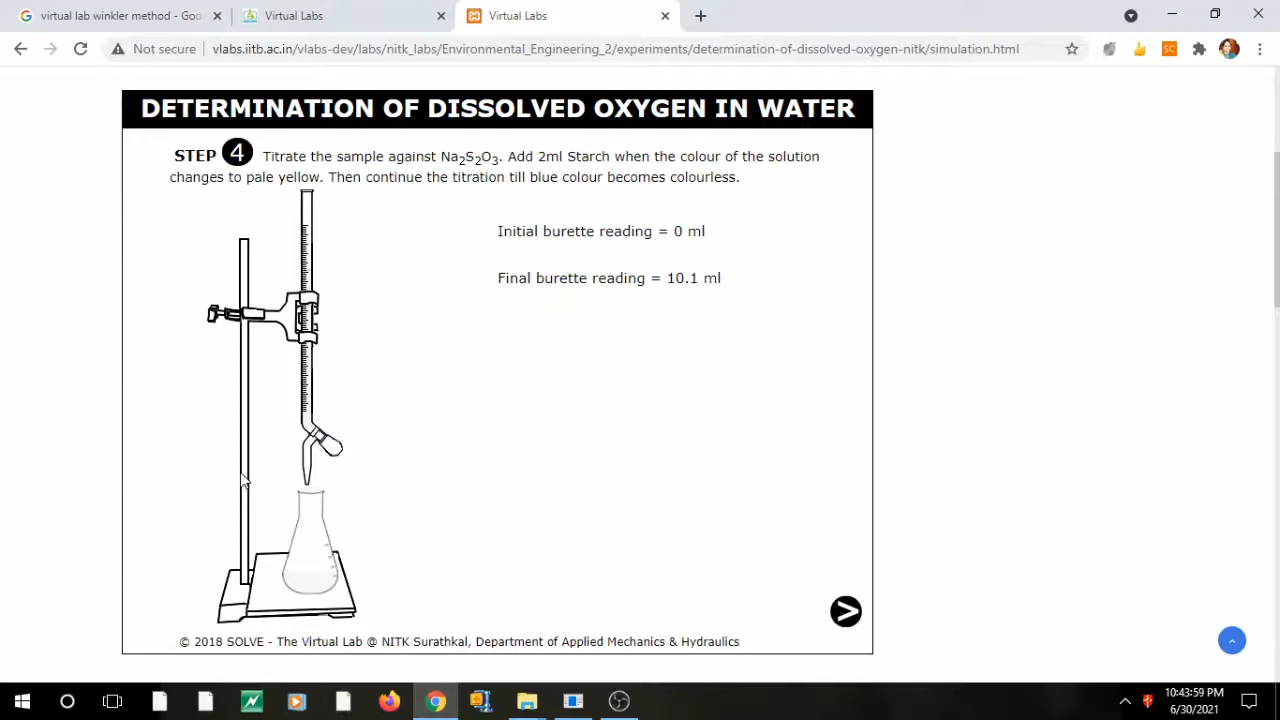 virtual lab winkler method - Goo
Virtual Labs
Virtual Labs
Not secure
vlabs.iitb.ac.in/vlabs-dev/labs/nitk_labs/Environmental_Engineering_2/experiments/determination-of-dissolved-oxygen-nitk/simulation.html
SC
DETERMINATION OF DISSOLVED OXYGEN IN WATER
STEP 4 Titrate the sample against Na₂S₂O₃. Add 2ml Starch when the colour of the solution
changes to pale yellow. Then continue the titration till blue colour becomes colourless.
Initial burette reading = 0 ml
Final burette reading = 10.1 ml
© 2018 SOLVE - The Virtual Lab @ NITK Surathkal, Department of Applied Mechanics & Hydraulics
10:43:59 PM
6/30/2021